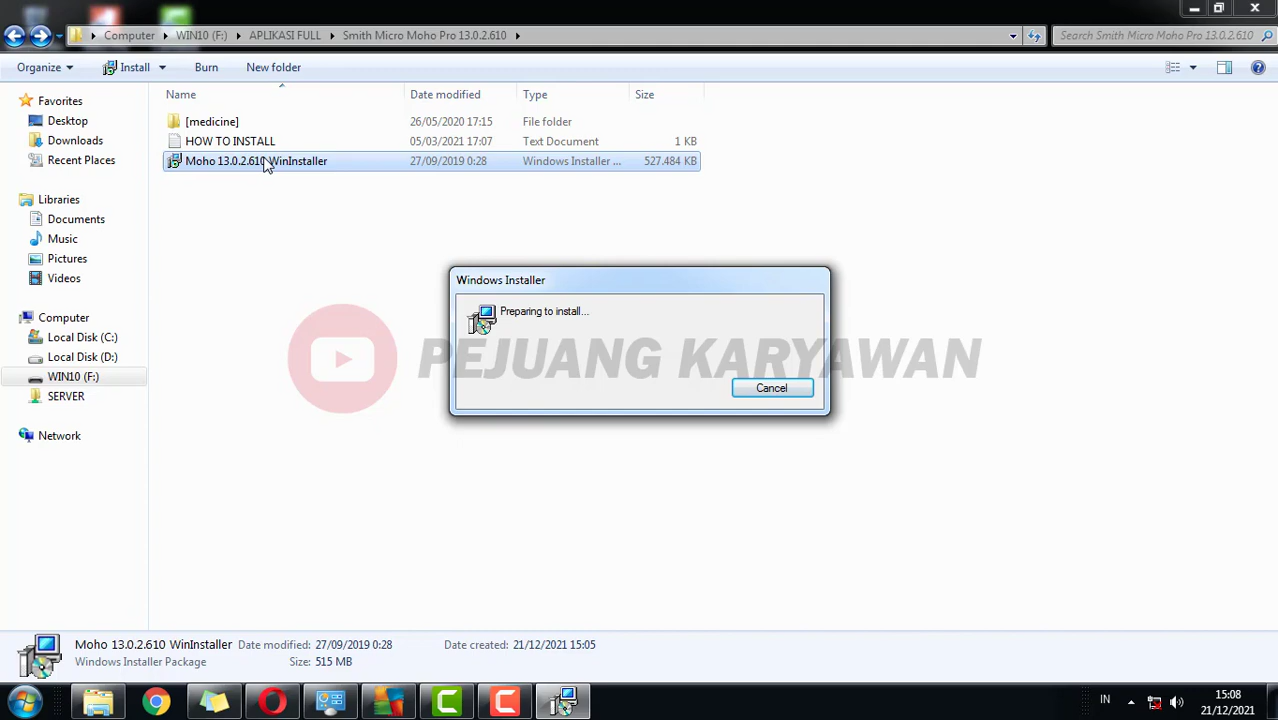 Computer WIN10 (F:) APLIKASI FULL Smith Micro Moho Pro 13.0.2.610
Search Smith Micro Moho Pro 13.0.2.610
Organize Install Burn New folder
Name Date modified Type Size
Favorites
Desktop
Downloads
Recent Places
Libraries
Documents
Music
Pictures
Videos
Computer
Local Disk (C:)
Local Disk (D:)
WIN10 (F:)
SERVER
Network
[medicine] 26/05/2020 17:15 File folder
HOW TO INSTALL 05/03/2021 17:07 Text Document 1 KB
Moho 13.0.2.610 WinInstaller 27/09/2019 0:28 Windows Installer ... 527.484 KB
Windows Installer
Preparing to install...
Cancel
PEJUANG KARYAWAN
Moho 13.0.2.610 WinInstaller Date modified: 27/09/2019 0:28 Date created: 21/12/2021 15:05
Windows Installer Package Size: 515 MB
IN
15:08
21/12/2021